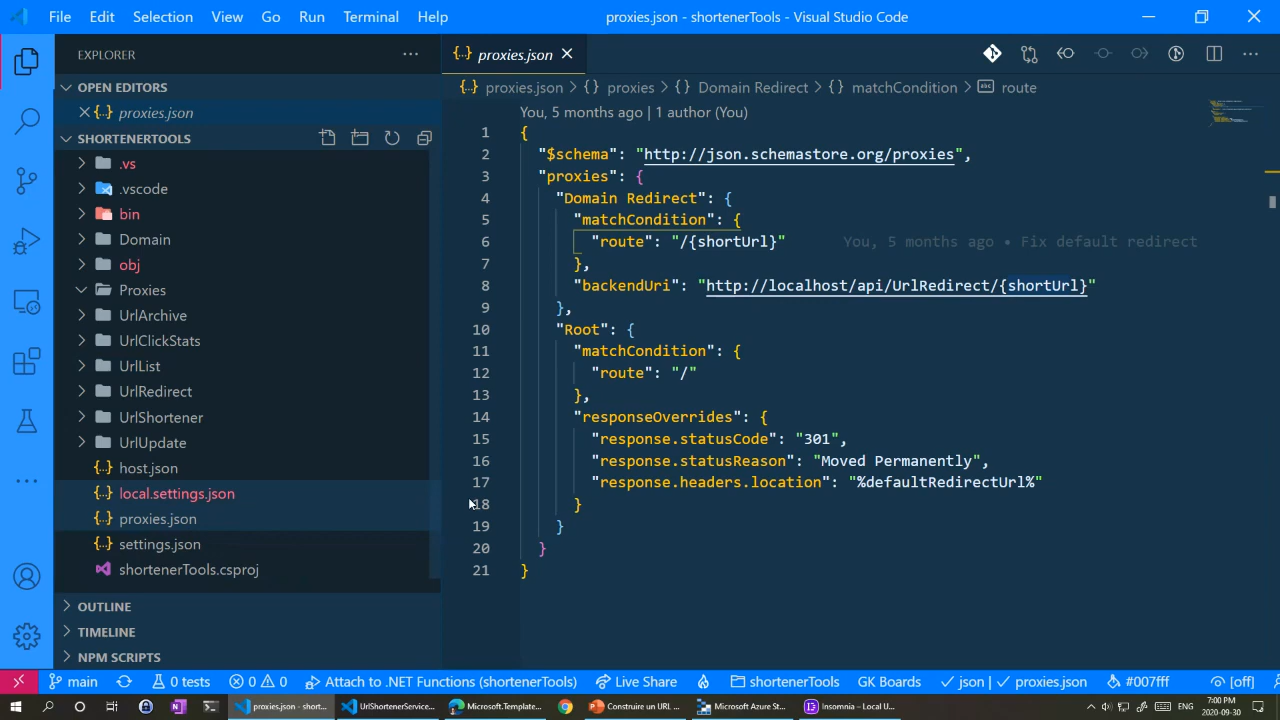 File Edit Selection View Go Run Terminal Help
proxies.json - shortenerTools - Visual Studio Code
EXPLORER
OPEN EDITORS
proxies.json
SHORTENERTOOLS
.vs
.vscode
bin
Domain
obj
Proxies
UrlArchive
UrlClickStats
UrlList
UrlRedirect
UrlShortener
UrlUpdate
host.json
local.settings.json
proxies.json
settings.json
shortenerTools.csproj
OUTLINE
TIMELINE
NPM SCRIPTS
proxies.json
proxies.json > {} proxies > {} Domain Redirect > {} matchCondition > abc route
You, 5 months ago | 1 author (You)
1 {
2 "$schema": "http://json.schemastore.org/proxies",
3 "proxies": {
4 "Domain Redirect": {
5 "matchCondition": {
6 "route": "/{shortUrl}" You, 5 months ago • Fix default redirect
7 },
8 "backendUri": "http://localhost/api/UrlRedirect/{shortUrl}"
9 },
10 "Root": {
11 "matchCondition": {
12 "route": "/"
13 },
14 "responseOverrides": {
15 "response.statusCode": "301",
16 "response.statusReason": "Moved Permanently",
17 "response.headers.location": "%defaultRedirectUrl%"
18 }
19 }
20 }
21 }
main 0 tests 0 0 Attach to .NET Functions (shortenerTools) Live Share shortenerTools GK Boards json | proxies.json #007fff [off]
proxies.json - short... UrlShortenerService... Microsoft.Template... Construire un URL ... Microsoft Azure St... Insomnia – Local U... ENG 7:00 PM
2020-09-30